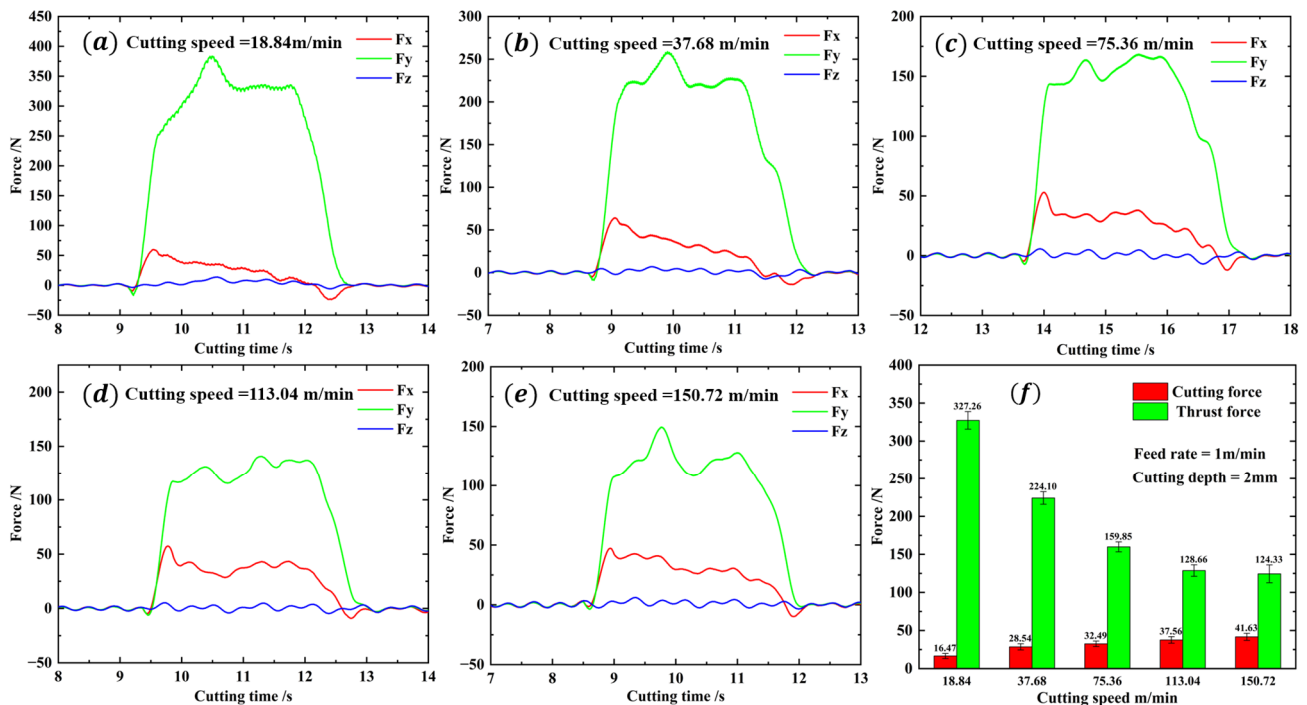 (a) Cutting speed =18.84m/min
Fx
Fy
Fz
450
400
350
300
250
200
150
100
50
0
−50
Force /N
8 9 10 11 12 13 14
Cutting time /s
(b) Cutting speed =37.68 m/min
Fx
Fy
Fz
300
250
200
150
100
50
0
−50
Force /N
7 8 9 10 11 12 13
Cutting time /s
(c) Cutting speed =75.36 m/min
Fx
Fy
Fz
200
150
100
50
0
−50
Force /N
12 13 14 15 16 17 18
Cutting time /s
(d) Cutting speed =113.04 m/min
Fx
Fy
Fz
200
150
100
50
0
−50
Force /N
8 9 10 11 12 13 14
Cutting time /s
(e) Cutting speed =150.72 m/min
Fx
Fy
Fz
200
150
100
50
0
−50
Force /N
7 8 9 10 11 12 13
Cutting time /s
(f)
Cutting force
Thrust force
Feed rate = 1m/min
Cutting depth = 2mm
400
350
300
250
200
150
100
50
0
Force /N
327.26
224.10
159.85
128.66
124.33
16.47
28.54
32.49
37.56
41.63
18.84 37.68 75.36 113.04 150.72
Cutting speed m/min